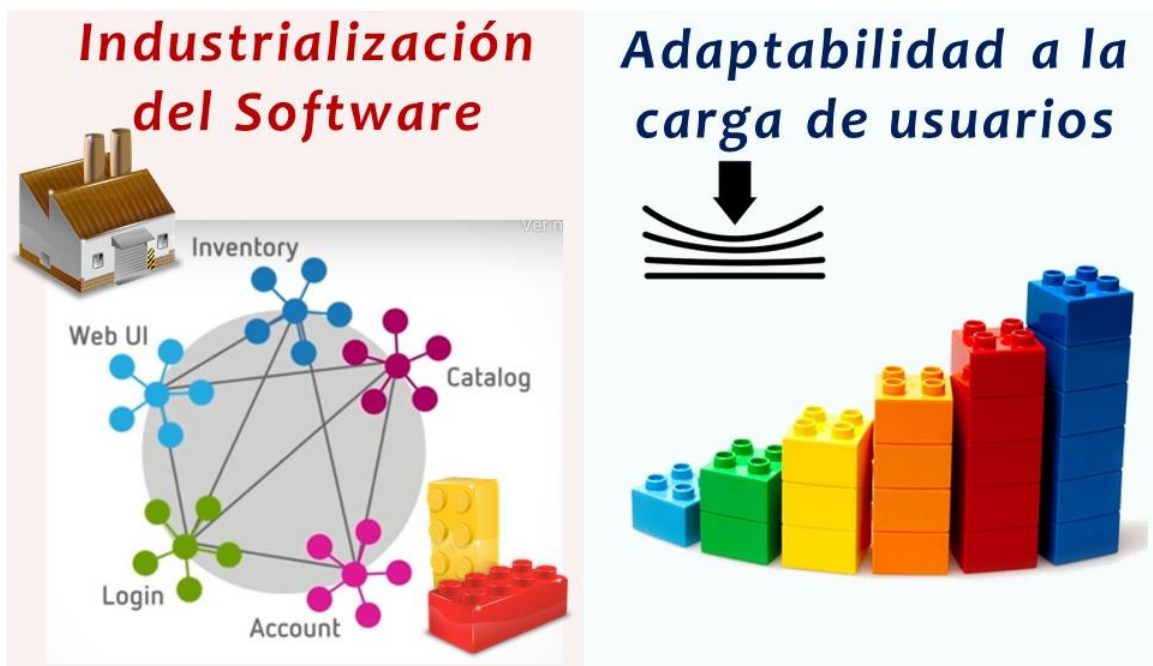 Industrialización
del Software
Adaptabilidad a la
carga de usuarios
Inventory
Web UI
Catalog
Login
Account